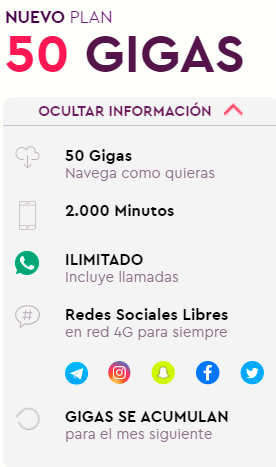 NUEVO PLAN
50 GIGAS
OCULTAR INFORMACIÓN
50 Gigas
Navega como quieras
2.000 Minutos
ILIMITADO
Incluye llamadas
#
Redes Sociales Libres
en red 4G para siempre
GIGAS SE ACUMULAN
para el mes siguiente